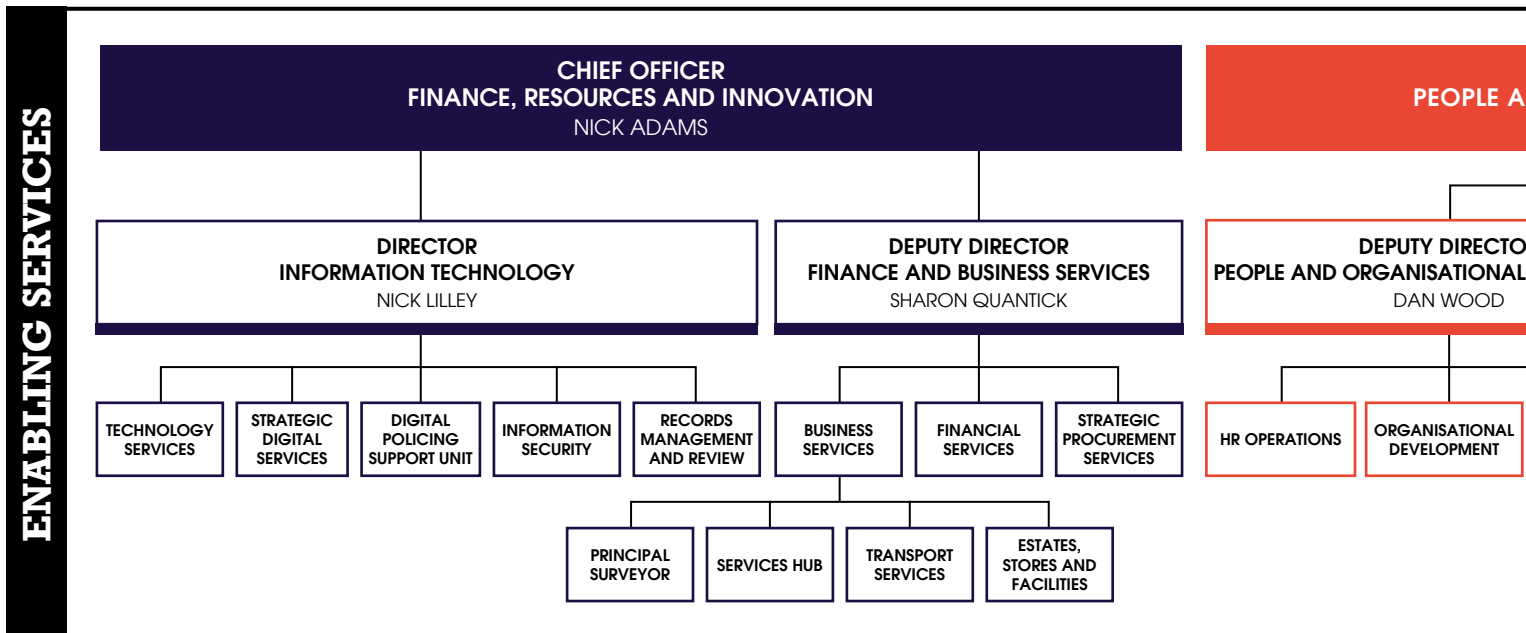 ENABLING SERVICES
CHIEF OFFICER
FINANCE, RESOURCES AND INNOVATION
NICK ADAMS
PEOPLE A
DIRECTOR
INFORMATION TECHNOLOGY
NICK LILLEY
DEPUTY DIRECTOR
FINANCE AND BUSINESS SERVICES
SHARON QUANTICK
DEPUTY DIRECTO
PEOPLE AND ORGANISATIONAL
DAN WOOD
TECHNOLOGY
SERVICES
STRATEGIC
DIGITAL
SERVICES
DIGITAL
POLICING
SUPPORT UNIT
INFORMATION
SECURITY
RECORDS
MANAGEMENT
AND REVIEW
BUSINESS
SERVICES
FINANCIAL
SERVICES
STRATEGIC
PROCUREMENT
SERVICES
HR OPERATIONS
ORGANISATIONAL
DEVELOPMENT
PRINCIPAL
SURVEYOR
SERVICES HUB
TRANSPORT
SERVICES
ESTATES,
STORES AND
FACILITIES